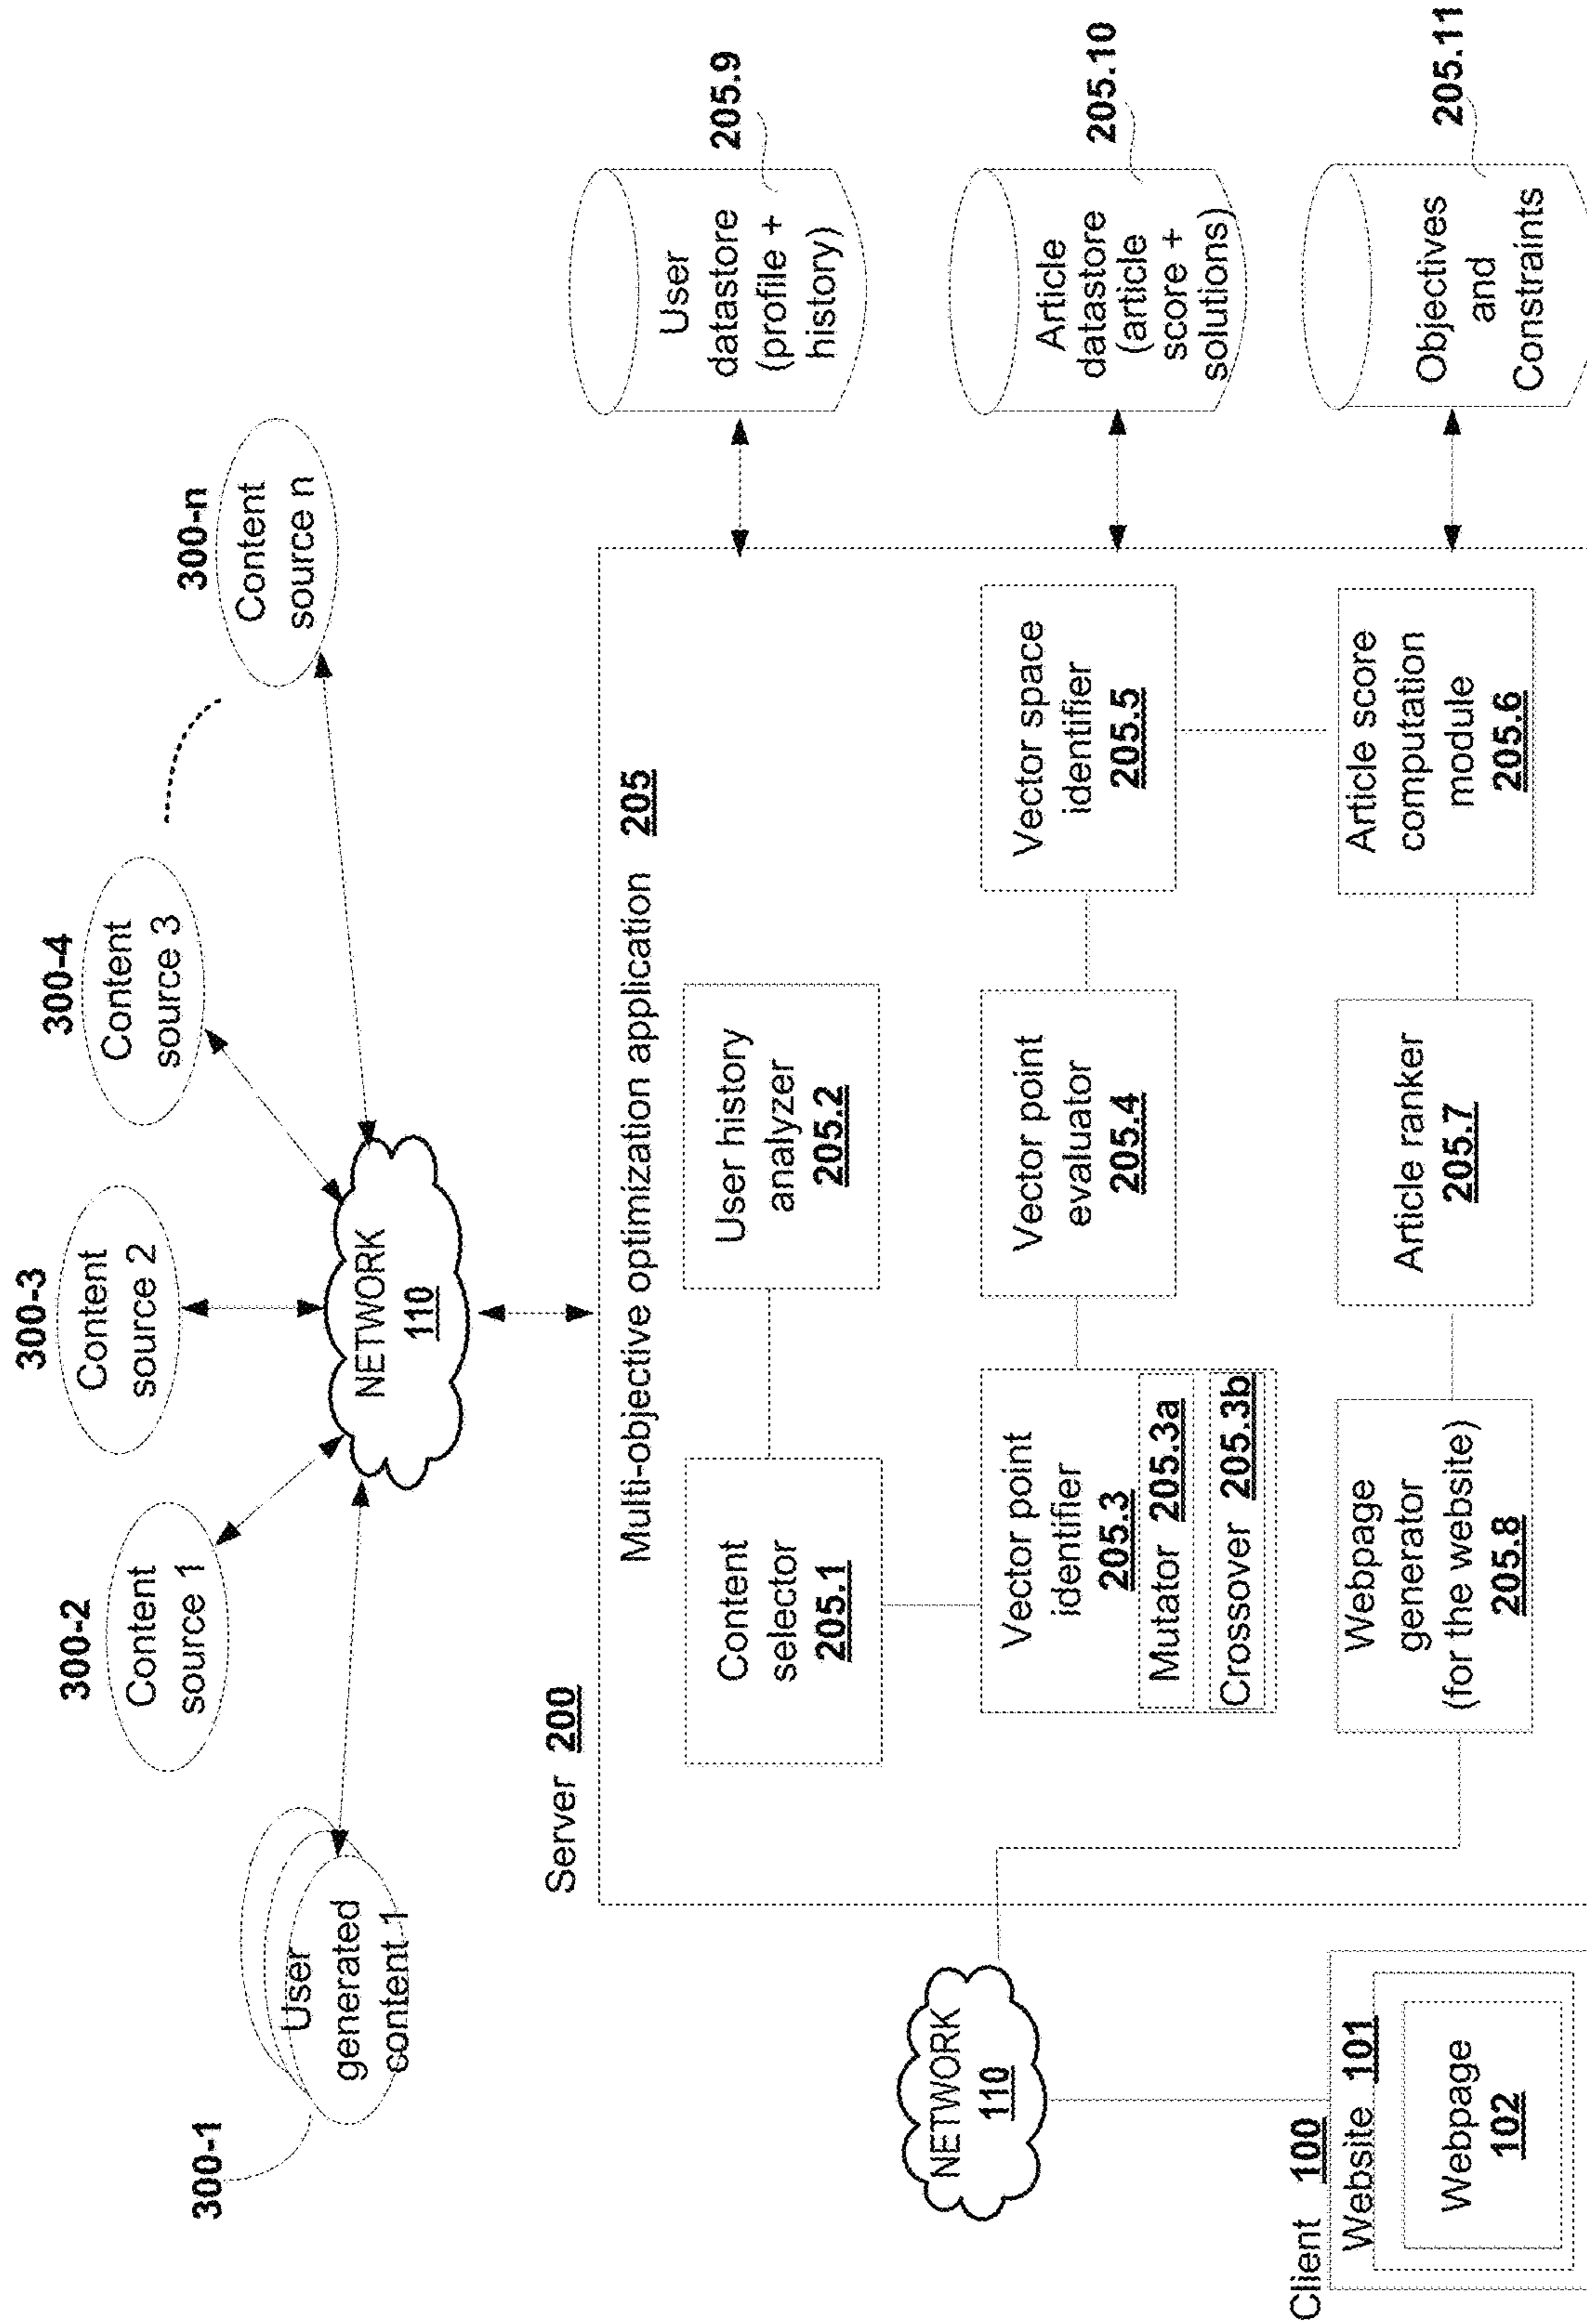 300-1
User
generated
content 1
300-2
Content
source 1
300-3
Content
source 2
300-4
Content
source 3
300-n
Content
source n
NETWORK
110
Server 200
Multi-objective optimization application 205
Content
selector
205.1
User history
analyzer
205.2
Vector point
identifier
205.3
Mutator 205.3a
Crossover 205.3b
Vector point
evaluator
205.4
Vector space
identifier
205.5
Webpage
generator
(for the website)
205.8
Article ranker
205.7
Article score
computation
module
205.6
User
datastore
(profile +
history)
205.9
Article
datastore
(article
score +
solutions)
205.10
Objectives
and
Constraints
205.11
NETWORK
110
Client 100
Website 101
Webpage
102